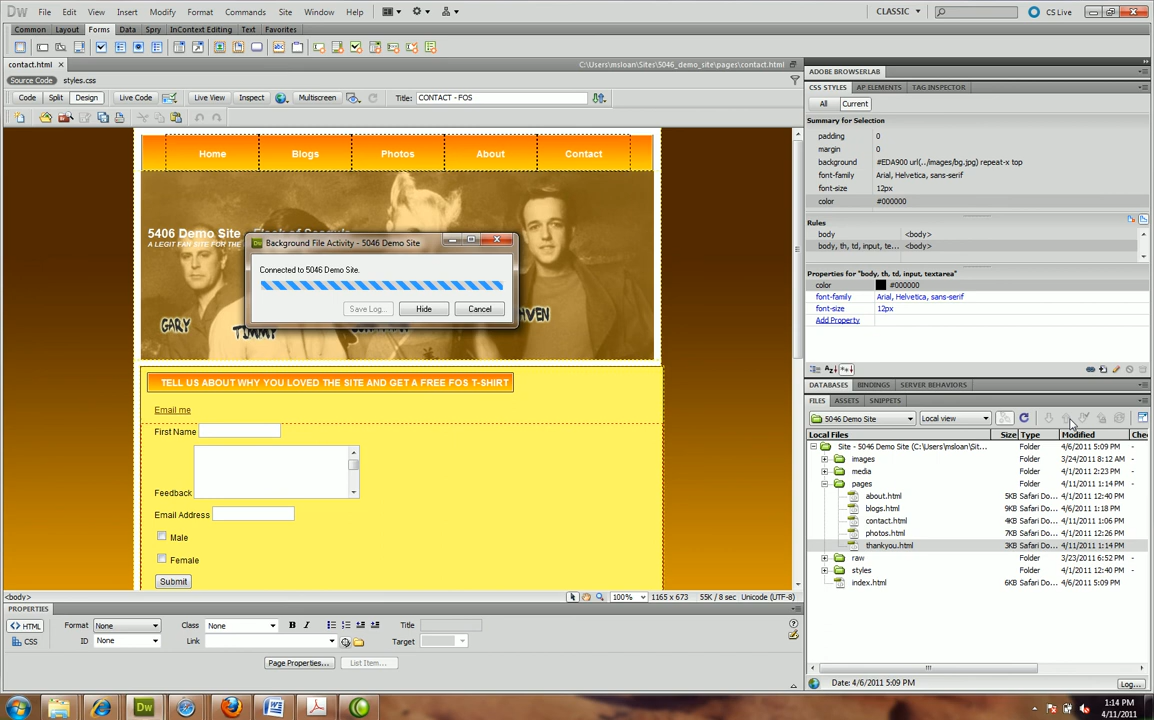 Dw File Edit View Insert Modify Format Commands Site Window Help CLASSIC CS Live
Common Layout Forms Data Spry InContext Editing Text Favorites
contact.html C:\Users\msloan\Sites\5046_demo_site\pages\contact.html
Source Code styles.css
Code Split Design Live Code Live View Inspect Multiscreen Title: CONTACT - FOS
Home Blogs Photos About Contact
5406 Demo Site
A LEGIT FAN SITE FOR THE
GARY
TIMMY
Background File Activity - 5046 Demo Site
Connected to 5046 Demo Site.
Save Log... Hide Cancel
TELL US ABOUT WHY YOU LOVED THE SITE AND GET A FREE FOS T-SHIRT
Email me
First Name
Feedback
Email Address
Male
Female
Submit
<body> 100% 1165 x 673 55K / 8 sec Unicode (UTF-8)
PROPERTIES
HTML Format None Class None B I Title
CSS ID None Link Target
Page Properties... List Item...
ADOBE BROWSERLAB
CSS STYLES AP ELEMENTS TAG INSPECTOR
All Current
Summary for Selection
padding 0
margin 0
background #EDA900 url(../images/bg.jpg) repeat-x top
font-family Arial, Helvetica, sans-serif
font-size 12px
color #000000
Rules
body <body>
body, th, td, input, te... <body>
Properties for "body, th, td, input, textarea"
color #000000
font-family Arial, Helvetica, sans-serif
font-size 12px
Add Property
DATABASES BINDINGS SERVER BEHAVIORS
FILES ASSETS SNIPPETS
5046 Demo Site Local view
Local Files Size Type Modified Che
Site - 5046 Demo Site (C:\Users\msloan\Sit... Folder 4/6/2011 5:09 PM -
images Folder 3/24/2011 8:12 AM -
media Folder 4/1/2011 2:23 PM -
pages Folder 4/11/2011 1:14 PM -
about.html 5KB Safari Do... 4/1/2011 12:40 PM
blogs.html 9KB Safari Do... 4/6/2011 1:18 PM
contact.html 4KB Safari Do... 4/11/2011 1:06 PM
photos.html 7KB Safari Do... 4/1/2011 12:26 PM
thankyou.html 3KB Safari Do... 4/11/2011 1:14 PM
raw Folder 3/23/2011 6:52 PM -
styles Folder 4/1/2011 12:40 PM -
index.html 6KB Safari Do... 4/6/2011 5:09 PM
Date: 4/6/2011 5:09 PM Log...
1:14 PM
4/11/2011